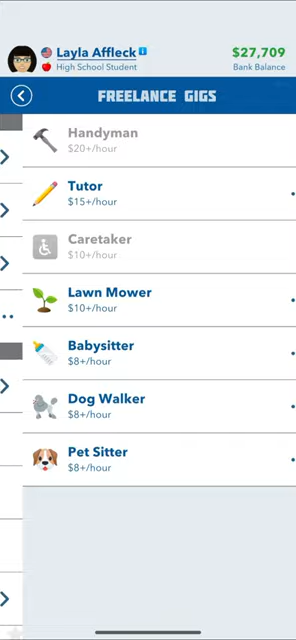 Layla Affleck
$27,709
High School Student
Bank Balance
FREELANCE GIGS
Handyman
$20+/hour
Tutor
$15+/hour
Caretaker
$10+/hour
Lawn Mower
$10+/hour
Babysitter
$8+/hour
Dog Walker
$8+/hour
Pet Sitter
$8+/hour